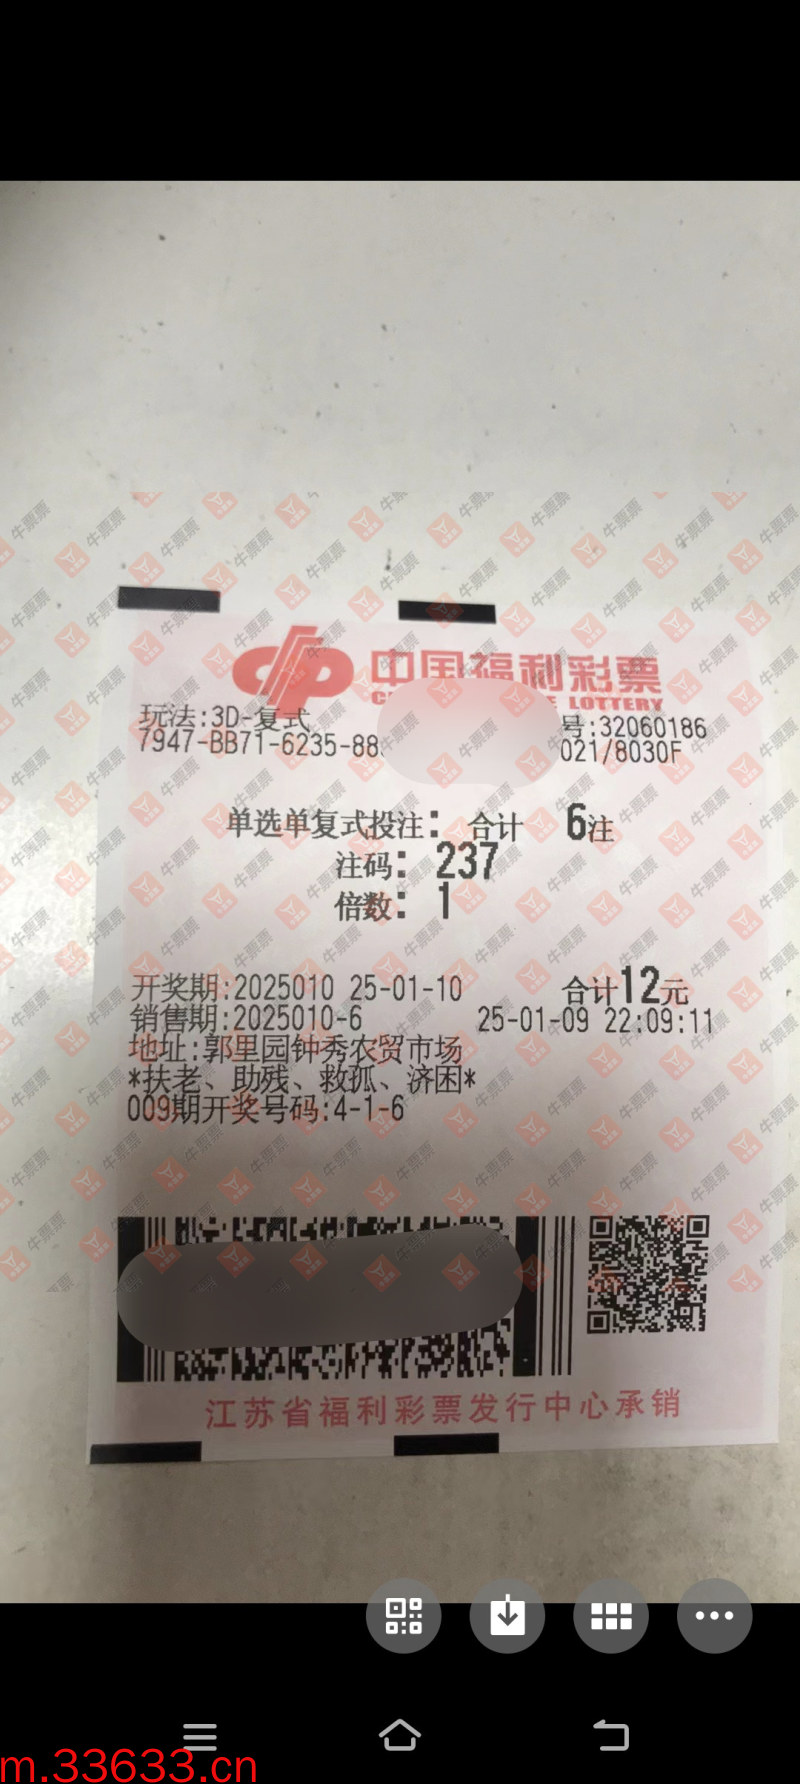 中国福利彩票
LOTTERY
玩法:3D-复式
号:32060186
7947-BB71-6235-88
021/8030F
单选单复式投注: 合计 6注
注码: 237
倍数: 1
开奖期:2025010 25-01-10 合计12元
销售期:2025010-6 25-01-09 22:09:11
地址:郭里园钟秀农贸市场
*扶老、助残、救孤、济困*
009期开奖号码:4-1-6
江苏省福利彩票发行中心承销
牛票票
m.33633.cn